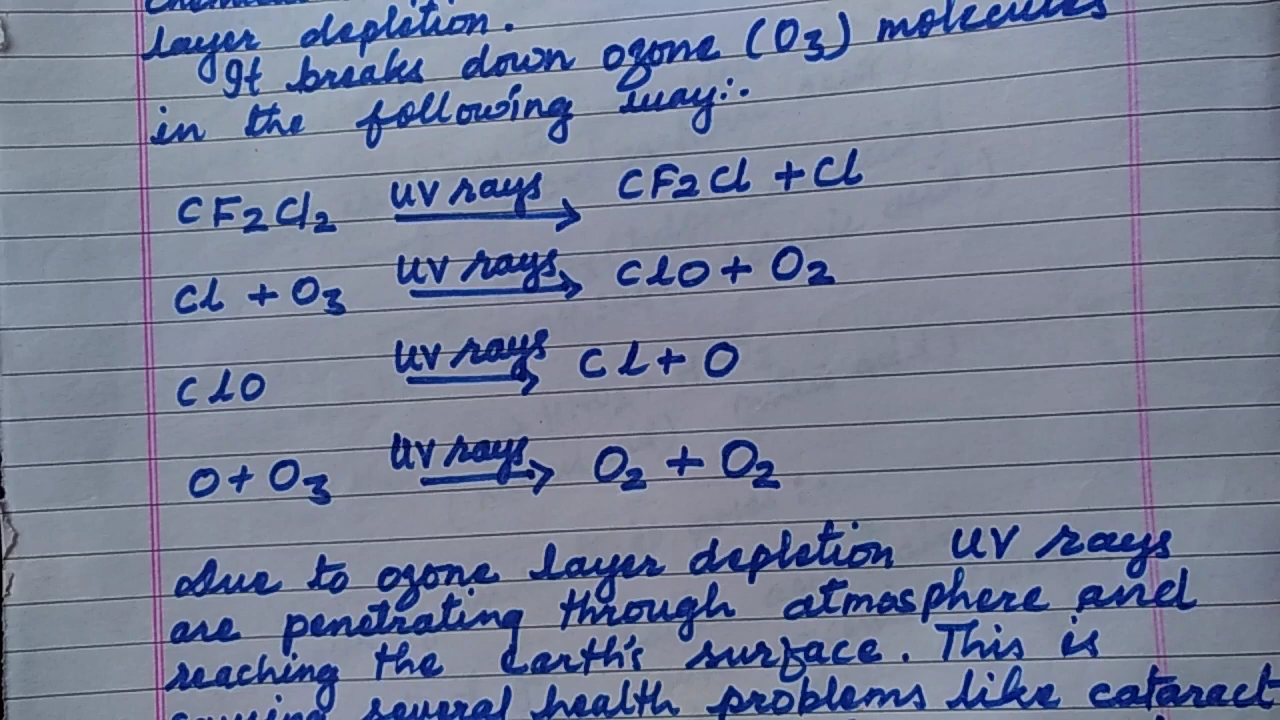 layer depletion.
It breaks down ozone (O3) molecules
in the following way:-
CF2Cl2 UV rays → CF2Cl + Cl
Cl + O3 UV rays → ClO + O2
ClO UV rays → Cl + O
O + O3 UV rays → O2 + O2
Due to ozone layer depletion UV rays
are penetrating through atmosphere and
reaching the Earth's surface. This is
causing several health problems like cataract